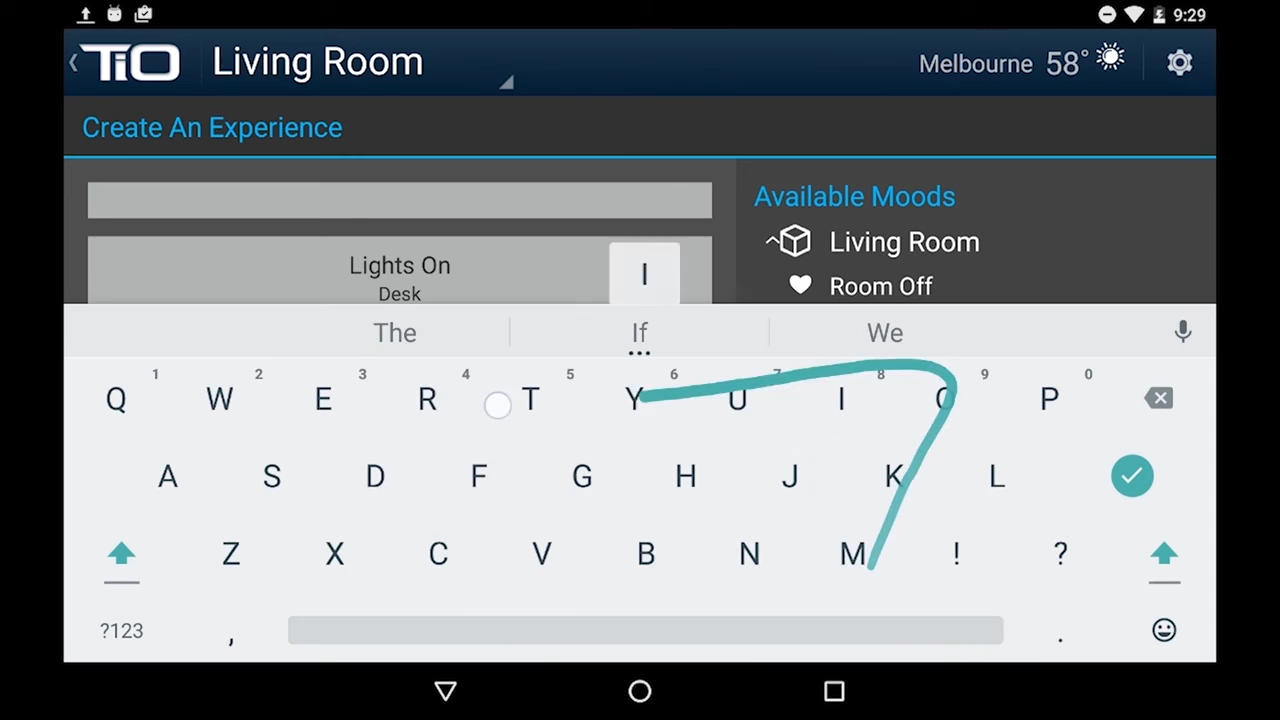 9:29
TiO Living Room Melbourne 58°
Create An Experience
Available Moods
Living Room
Lights On I
Desk
Room Off
The If We
1 2 3 4 5 6 7 8 9 0
Q W E R T Y U I O P
A S D F G H J K L
Z X C V B N M ! ?
?123 , .